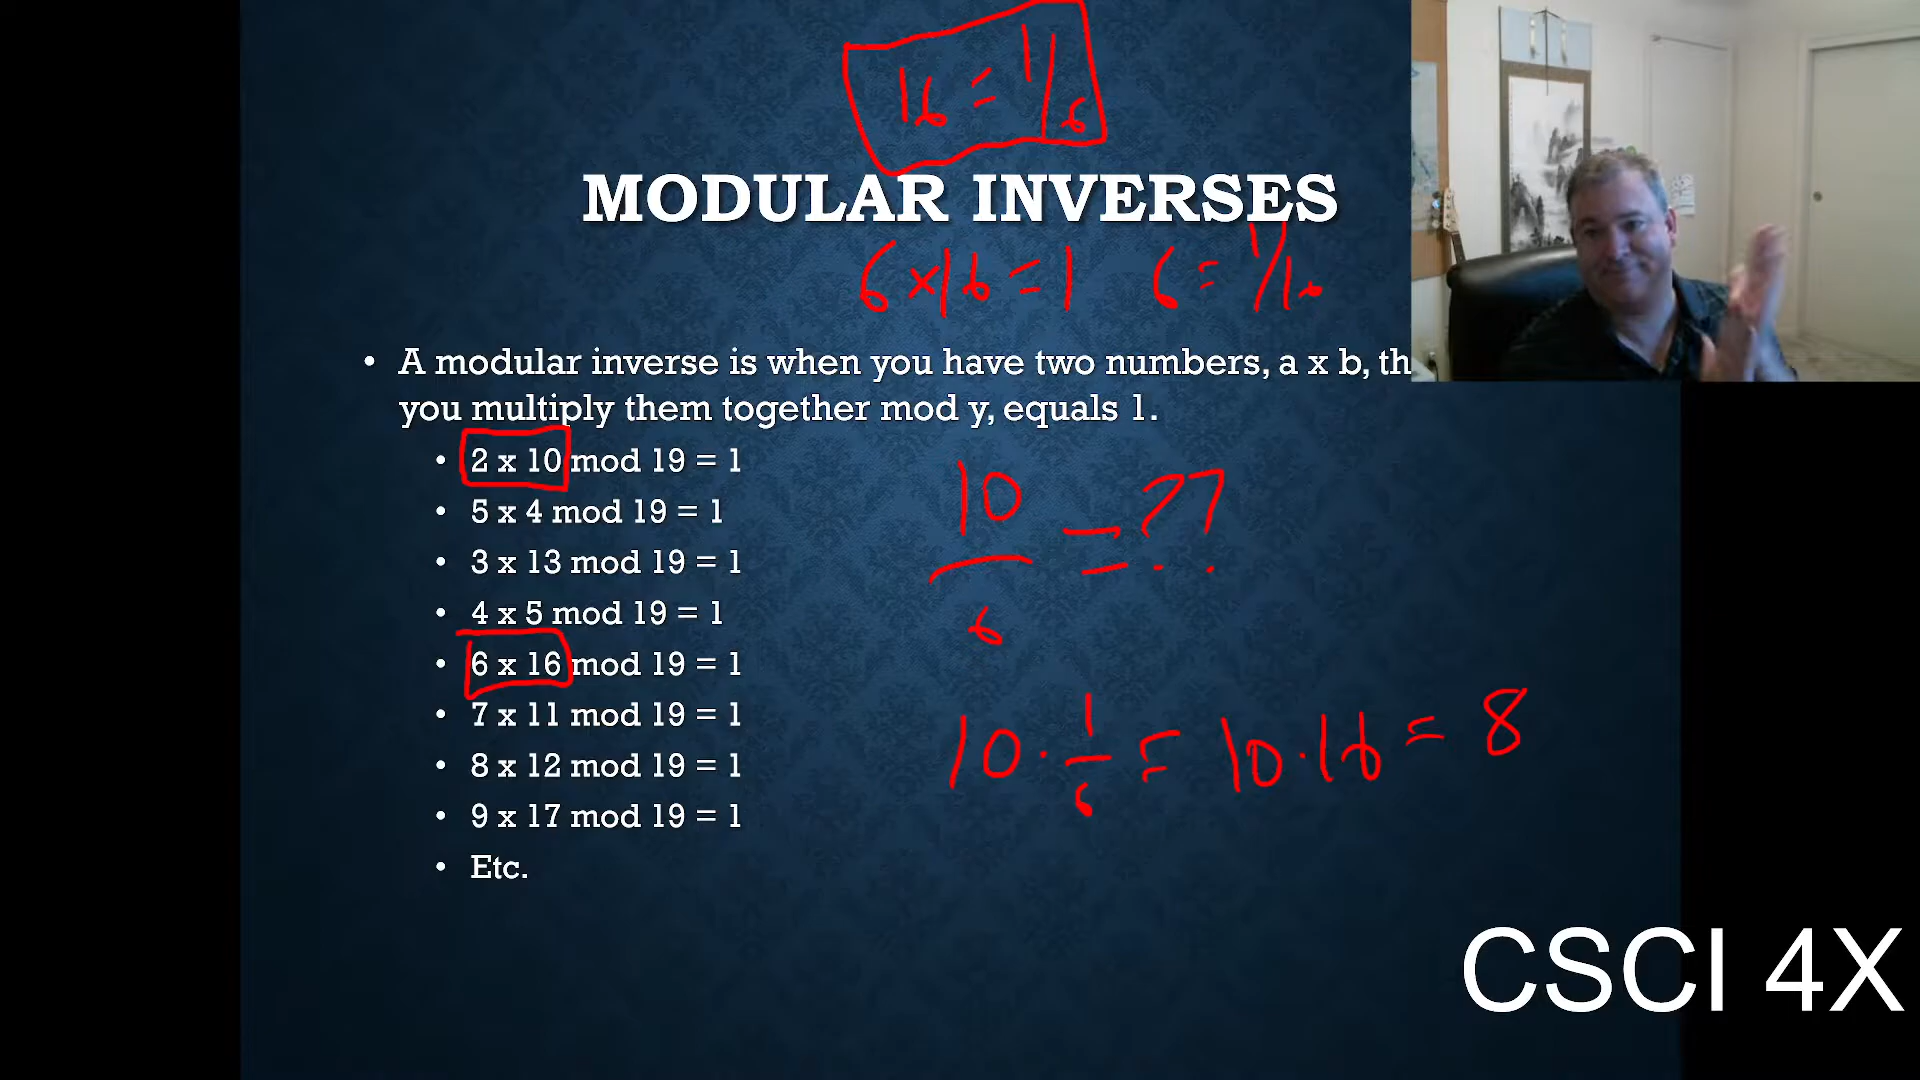 16 = 1/6
MODULAR INVERSES
6 x 16 = 1 6 = 1/16
• A modular inverse is when you have two numbers, a x b, th
you multiply them together mod y, equals 1.
• 2 x 10 mod 19 = 1
• 5 x 4 mod 19 = 1
• 3 x 13 mod 19 = 1
• 4 x 5 mod 19 = 1
• 6 x 16 mod 19 = 1
• 7 x 11 mod 19 = 1
• 8 x 12 mod 19 = 1
• 9 x 17 mod 19 = 1
• Etc.
10/6 = ??
10 · 1/6 = 10 · 16 = 8
CSCI 4X